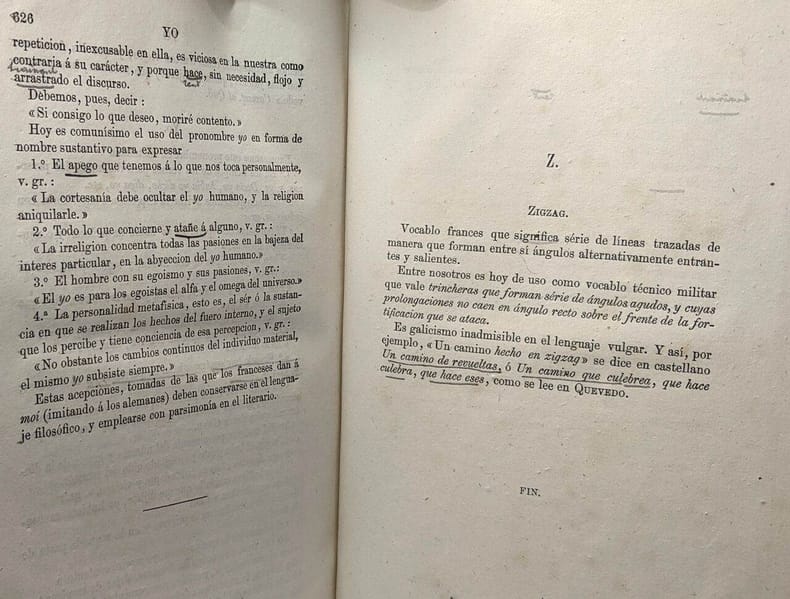 626
YO
repeticion, inexcusable en ella, es viciosa en la nuestra como
contraria á su carácter, y porque hace, sin necesidad, flojo y
arrastrado el discurso.
Debemos, pues, decir :
« Si consigo lo que deseo, moriré contento. »
Hoy es comunísimo el uso del pronombre yo en forma de
nombre sustantivo para expresar
1.º El apego que tenemos á lo que nos toca personalmente,
v. gr. :
« La cortesanía debe ocultar el yo humano, y la religion
aniquilarle. »
2.º Todo lo que concierne y atañe á alguno, v. gr. :
« La irreligion concentra todas las pasiones en la bajeza del
interes particular, en la abyeccion del yo humano. »
3.º El hombre con su egoismo y sus pasiones, v. gr.:
« El yo es para los egoistas el alfa y el omega del universo.»
4.ª La personalidad metafísica, esto es, el sér ó la sustan-
cia en que se realizan los hechos del fuero interno, y el sujeto
que los percibe y tiene conciencia de esa percepcion, v. gr. :
« No obstante los cambios continuos del individuo material,
el mismo yo subsiste siempre. »
Estas acepciones, tomadas de las que los franceses dan á
moi (imitando á los alemanes) deben conservarse en el lengua-
je filosófico, y emplearse con parsimonia en el literario.
Z.
ZIGZAG.
Vocablo frances que significa série de líneas trazadas de
manera que forman entre sí ángulos alternativamente entran-
tes y salientes.
Entre nosotros es hoy de uso como vocablo técnico militar
que vale trincheras que forman série de ángulos agudos, y cuyas
prolongaciones no caen en ángulo recto sobre el frente de la for-
tificacion que se ataca.
Es galicismo inadmisible en el lenguaje vulgar. Y así, por
ejemplo, « Un camino hecho en zigzag » se dice en castellano
Un camino de revueltas, ó Un camino que culebrea, que hace
culebra, que hace eses, como se lee en QUEVEDO.
FIN.